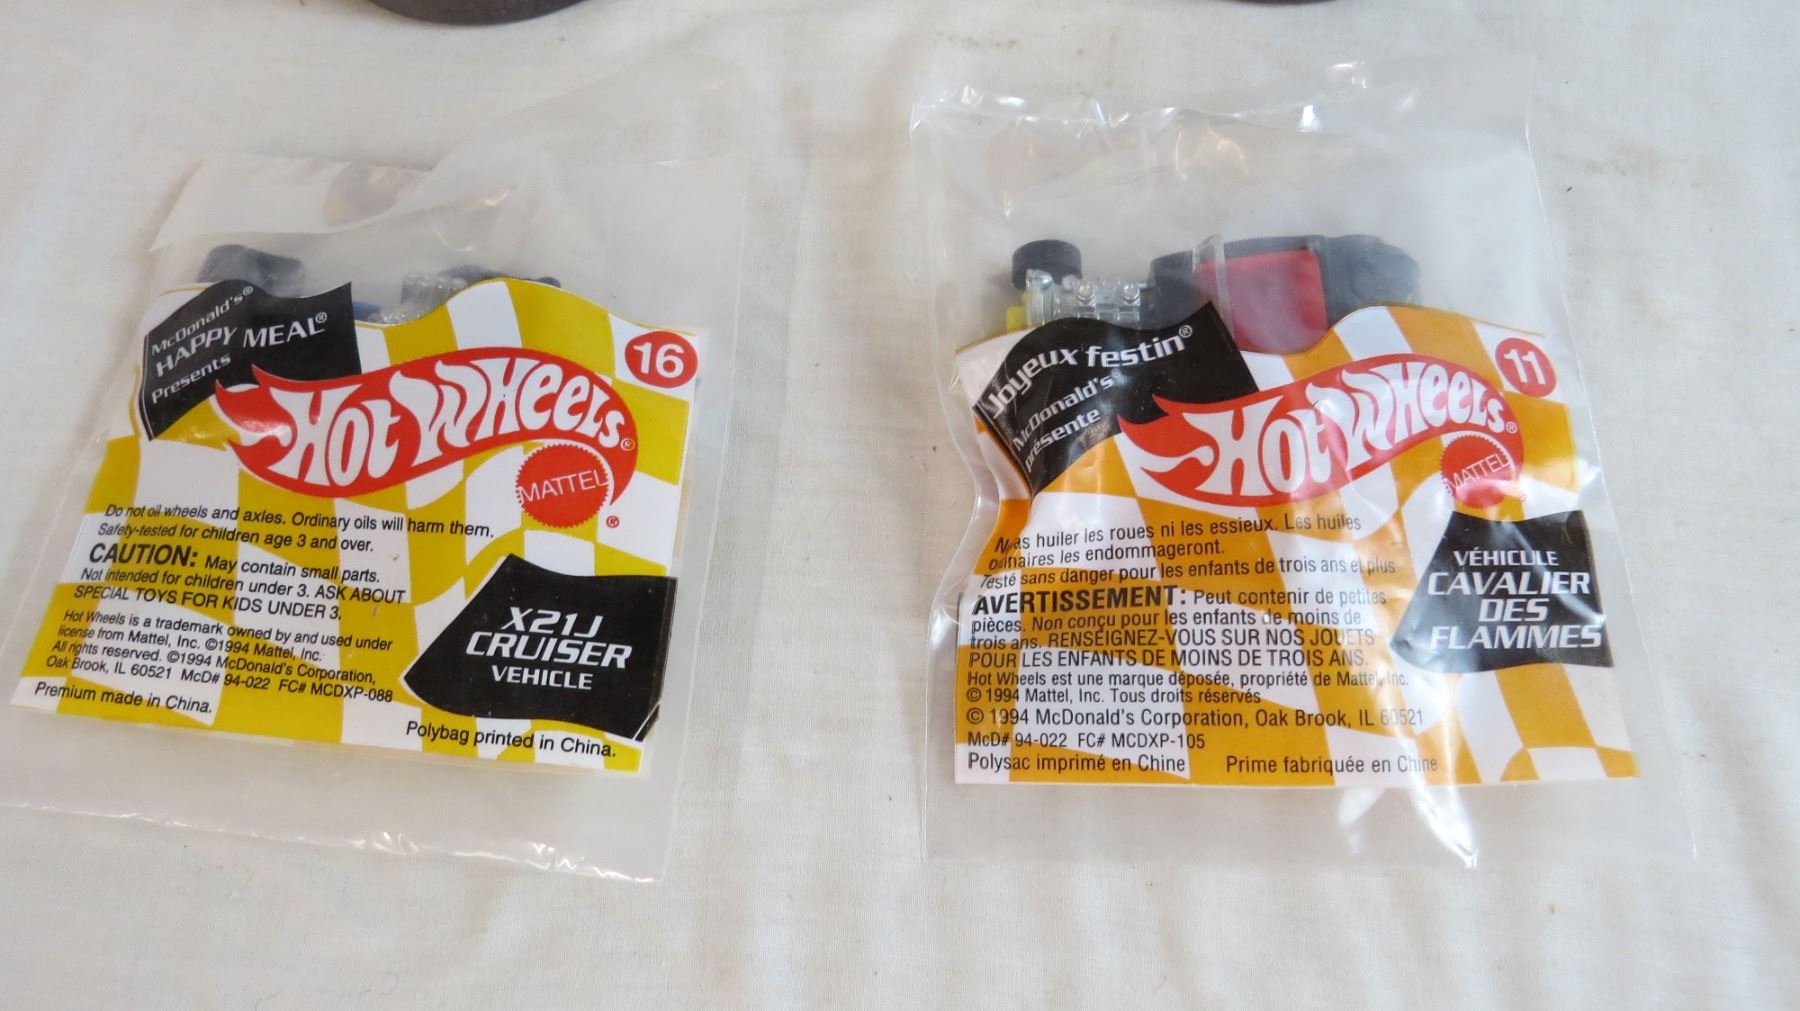 McDonald's®
HAPPY MEAL®
Presents
HOT WHEELS®
16
MATTEL
®
Do not oil wheels and axles. Ordinary oils will harm them.
Safety-tested for children age 3 and over.
CAUTION: May contain small parts.
Not intended for children under 3. ASK ABOUT
SPECIAL TOYS FOR KIDS UNDER 3.
Hot Wheels is a trademark owned by and used under
license from Mattel, Inc. ©1994 Mattel, Inc.
All rights reserved. ©1994 McDonald's Corporation,
Oak Brook, IL 60521 McD# 94-022 FC# MCDXP-088
Premium made in China.
X21J
CRUISER
VEHICLE
Polybag printed in China.
Joyeux festin®
McDonald's®
présente
HOT WHEELS®
11
MATTEL
®
huiler les roues ni les essieux. Les huiles
les endommageront.
Testé sans danger pour les enfants de trois ans et plus
AVERTISSEMENT: Peut contenir de petites
pièces. Non conçu pour les enfants de moins de
trois ans. RENSEIGNEZ-VOUS SUR NOS JOUETS
POUR LES ENFANTS DE MOINS DE TROIS ANS.
Hot Wheels est une marque déposée, propriété de Mattel, Inc.
© 1994 Mattel, Inc. Tous droits réservés
© 1994 McDonald's Corporation, Oak Brook, IL 60521
McD# 94-022 FC# MCDXP-105
Polysac imprimé en Chine Prime fabriquée en Chine
VÉHICULE
CAVALIER
DES
FLAMMES